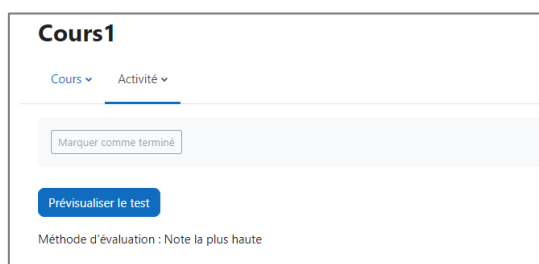 Cours1
Cours Activité
Marquer comme terminé
Prévisualiser le test
Méthode d'évaluation : Note la plus haute